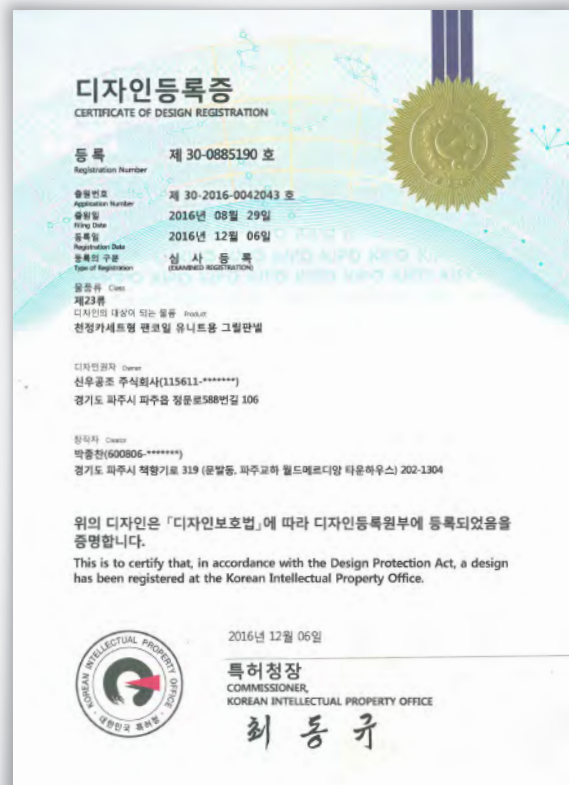 디자인등록증
CERTIFICATE OF DESIGN REGISTRATION
등록 제 30-0885190 호
Registration Number
출원번호 제 30-2016-0042043 호
Application Number
출원일 2016년 08월 29일
Filing Date
등록일 2016년 12월 06일
Registration Date
등록의 구분 심 사 등 록
Type of Registration (EXAMINED REGISTRATION)
물품류 Class
제23류
디자인의 대상이 되는 물품 Product
천정카세트형 팬코일 유니트용 그릴판넬
디자인권자 Owner
신우공조 주식회사(115611-*******)
경기도 파주시 파주읍 정문로588번길 106
창작자 Creator
박종찬(600806-*******)
경기도 파주시 책향기로 319 (문발동, 파주교하 월드메르디앙 타운하우스) 202-1304
위의 디자인은 「디자인보호법」에 따라 디자인등록원부에 등록되었음을
증명합니다.
This is to certify that, in accordance with the Design Protection Act, a design
has been registered at the Korean Intellectual Property Office.
2016년 12월 06일
특허청장
COMMISSIONER,
KOREAN INTELLECTUAL PROPERTY OFFICE
최동규
KOREAN INTELLECTUAL PROPERTY OFFICE
대한민국 특허청